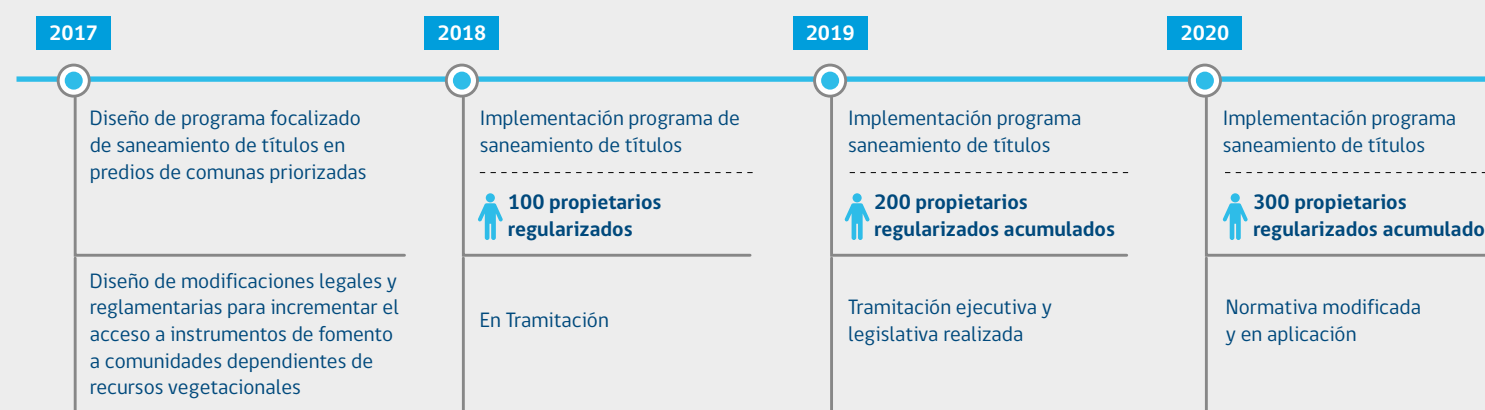 2017
Diseño de programa focalizado
de saneamiento de títulos en
predios de comunas priorizadas
Diseño de modificaciones legales y
reglamentarias para incrementar el
acceso a instrumentos de fomento
a comunidades dependientes de
recursos vegetacionales
2018
Implementación programa de
saneamiento de títulos
100 propietarios
regularizados
En Tramitación
2019
Implementación programa
saneamiento de títulos
200 propietarios
regularizados acumulados
Tramitación ejecutiva y
legislativa realizada
2020
Implementación programa
saneamiento de títulos
300 propietarios
regularizados acumulado
Normativa modificada
y en aplicación